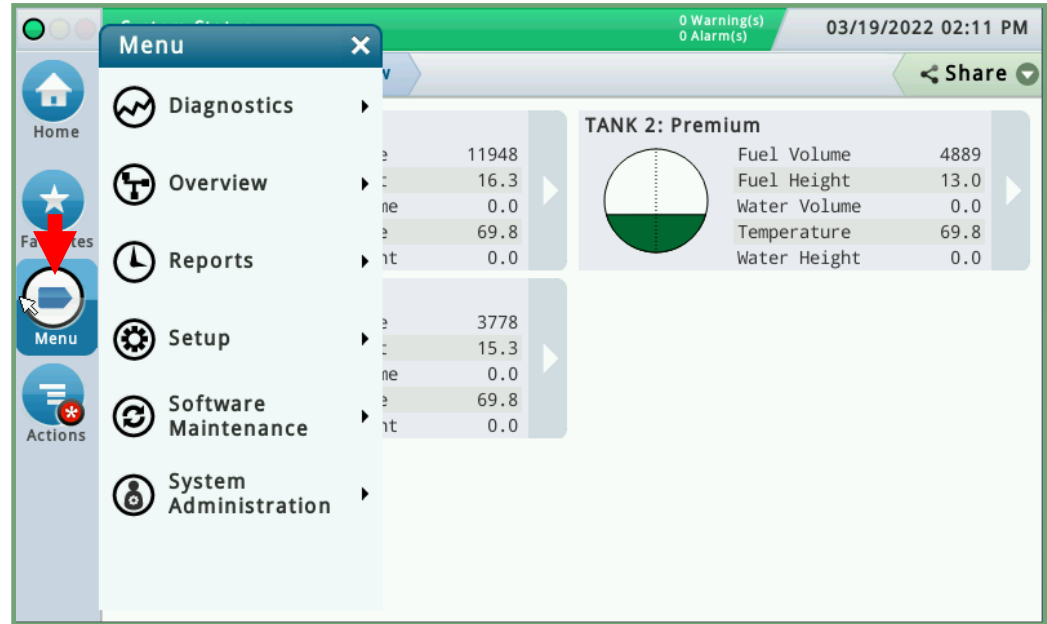 0 Warning(s)
0 Alarm(s)
03/19/2022 02:11 PM
Menu
Share
Home
Favorites
Menu
Actions
Diagnostics
Overview
Reports
Setup
Software
Maintenance
System
Administration
11948
16.3
0.0
69.8
0.0
TANK 2: Premium
Fuel Volume 4889
Fuel Height 13.0
Water Volume 0.0
Temperature 69.8
Water Height 0.0
3778
15.3
0.0
69.8
0.0